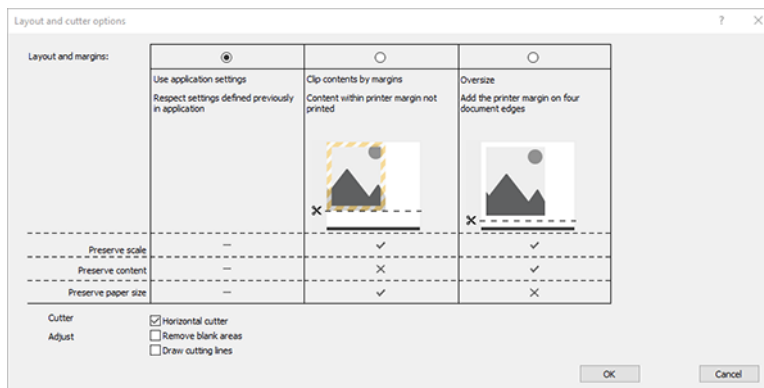 Layout and cutter options
?
Layout and margins:
Use application settings
Clip contents by margins
Oversize
Respect settings defined previously
in application
Content within printer margin not
printed
Add the printer margin on four
document edges
Preserve scale
Preserve content
Preserve paper size
Cutter
Horizontal cutter
Adjust
Remove blank areas
Draw cutting lines
OK
Cancel